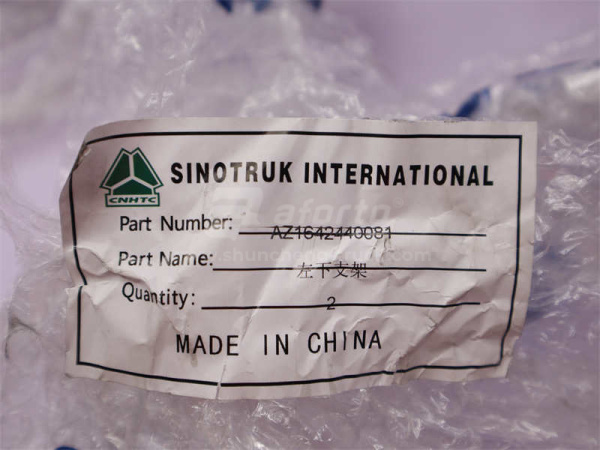 SINOTRUK INTERNATIONAL
CNHTC
Part Number: AZ1642440081
Part Name: 左下支架
Quantity: 2
MADE IN CHINA